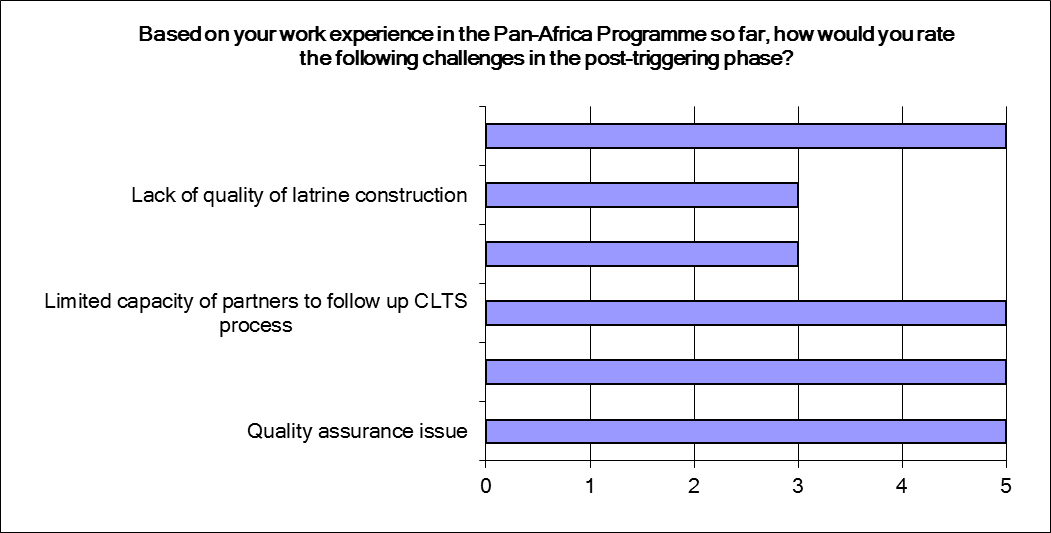 Based on your work experience in the Pan-Africa Programme so far, how would you rate
the following challenges in the post-triggering phase?
Lack of quality of latrine construction
Limited capacity of partners to follow up CLTS
process
Quality assurance issue
0 1 2 3 4 5